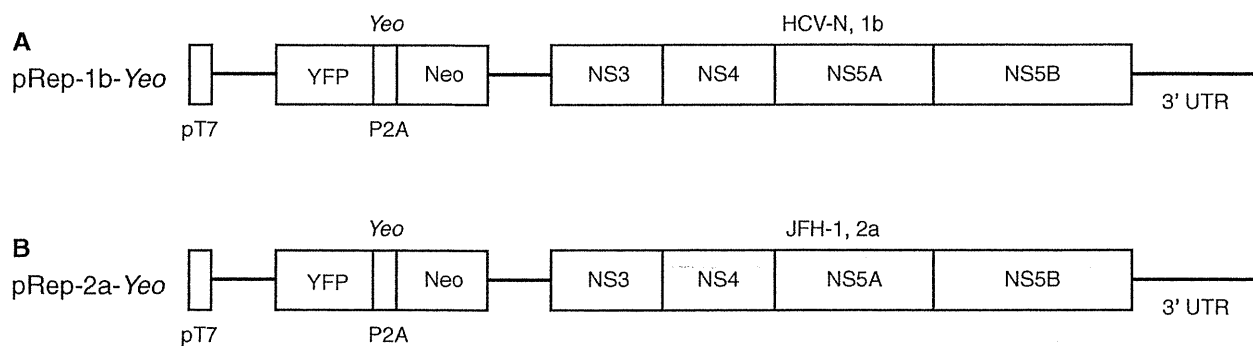 Yeo HCV-N, 1b
A
pRep-1b-Yeo YFP Neo NS3 NS4 NS5A NS5B
pT7 P2A 3' UTR
Yeo JFH-1, 2a
B
pRep-2a-Yeo YFP Neo NS3 NS4 NS5A NS5B
pT7 P2A 3' UTR